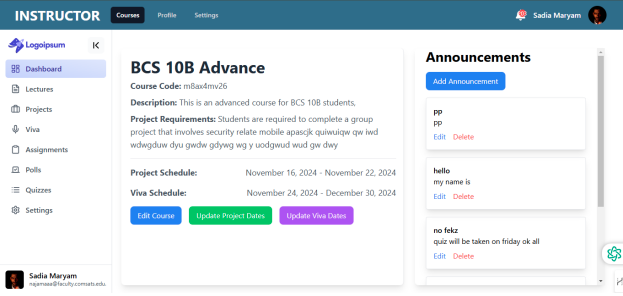 INSTRUCTOR
Courses
Profile
Settings
Sadia Maryam
Logoipsum
Dashboard
Lectures
Projects
Viva
Assignments
Polls
Quizzes
Settings
Sadia Maryam
najamaaa@faculty.comsats.edu.
BCS 10B Advance
Course Code: m8ax4mv26
Description: This is an advanced course for BCS 10B students,
Project Requirements: Students are required to complete a group
project that involves security relate mobile apascjk quiwuiqw qw iwd
wdwgduw dyu gwdw gdywg wg y uodgwud wud gw dwy
Project Schedule: November 16, 2024 - November 22, 2024
Viva Schedule: November 24, 2024 - December 30, 2024
Edit Course
Update Project Dates
Update Viva Dates
Announcements
Add Announcement
pp
pp
Edit Delete
hello
my name is
Edit Delete
no fekz
quiz will be taken on friday ok all
Edit Delete